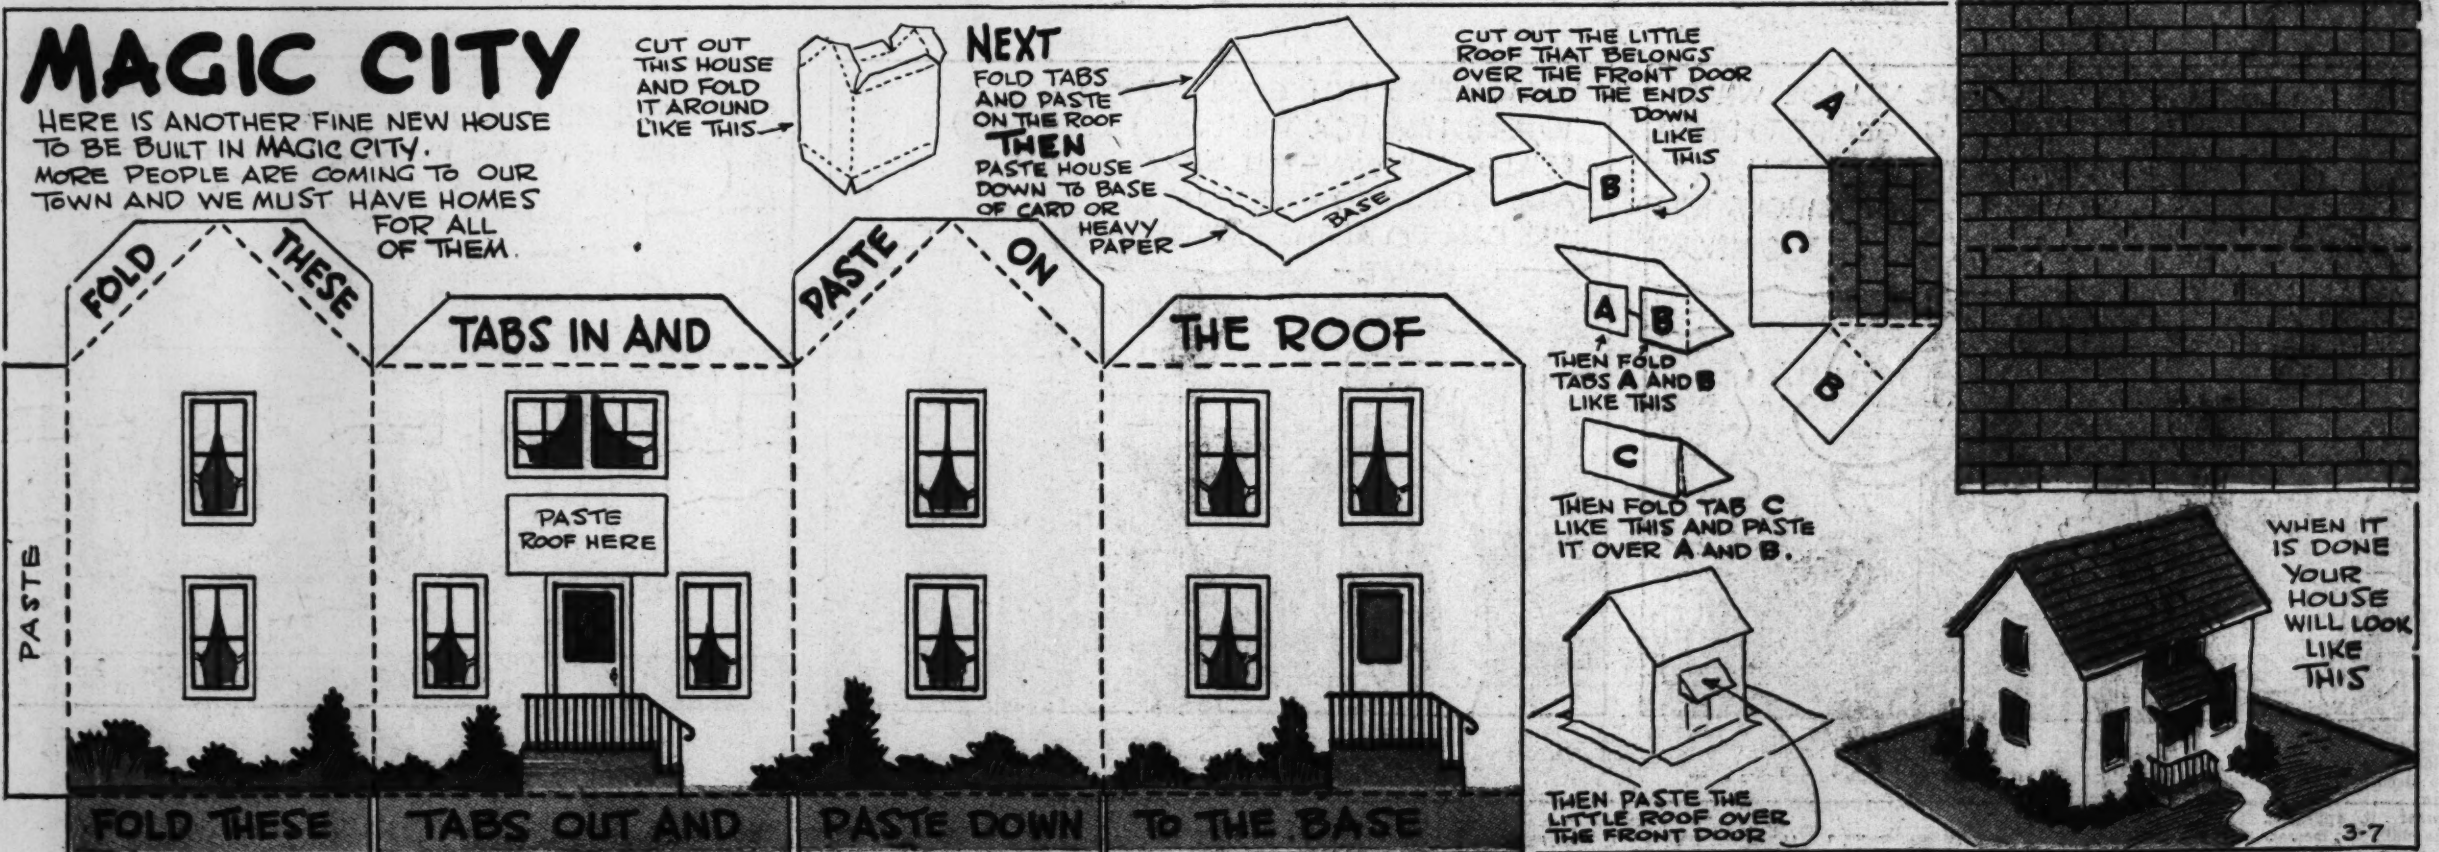 MAGIC CITY
HERE IS ANOTHER FINE NEW HOUSE
TO BE BUILT IN MAGIC CITY.
MORE PEOPLE ARE COMING TO OUR
TOWN AND WE MUST HAVE HOMES
FOR ALL
OF THEM.
CUT OUT
THIS HOUSE
AND FOLD
IT AROUND
LIKE THIS
NEXT
FOLD TABS
AND PASTE
ON THE ROOF
THEN
PASTE HOUSE
DOWN TO BASE
OF CARD OR
HEAVY
PAPER
BASE
CUT OUT THE LITTLE
ROOF THAT BELONGS
OVER THE FRONT DOOR
AND FOLD THE ENDS
DOWN
LIKE
THIS
B
A B
THEN FOLD
TABS A AND B
LIKE THIS
C
THEN FOLD TAB C
LIKE THIS AND PASTE
IT OVER A AND B.
A
C
B
FOLD THESE
TABS IN AND
PASTE ON
THE ROOF
PASTE
PASTE
ROOF HERE
FOLD THESE
TABS OUT AND
PASTE DOWN
TO THE BASE
THEN PASTE THE
LITTLE ROOF OVER
THE FRONT DOOR
WHEN IT
IS DONE
YOUR
HOUSE
WILL LOOK
LIKE
THIS
3-7